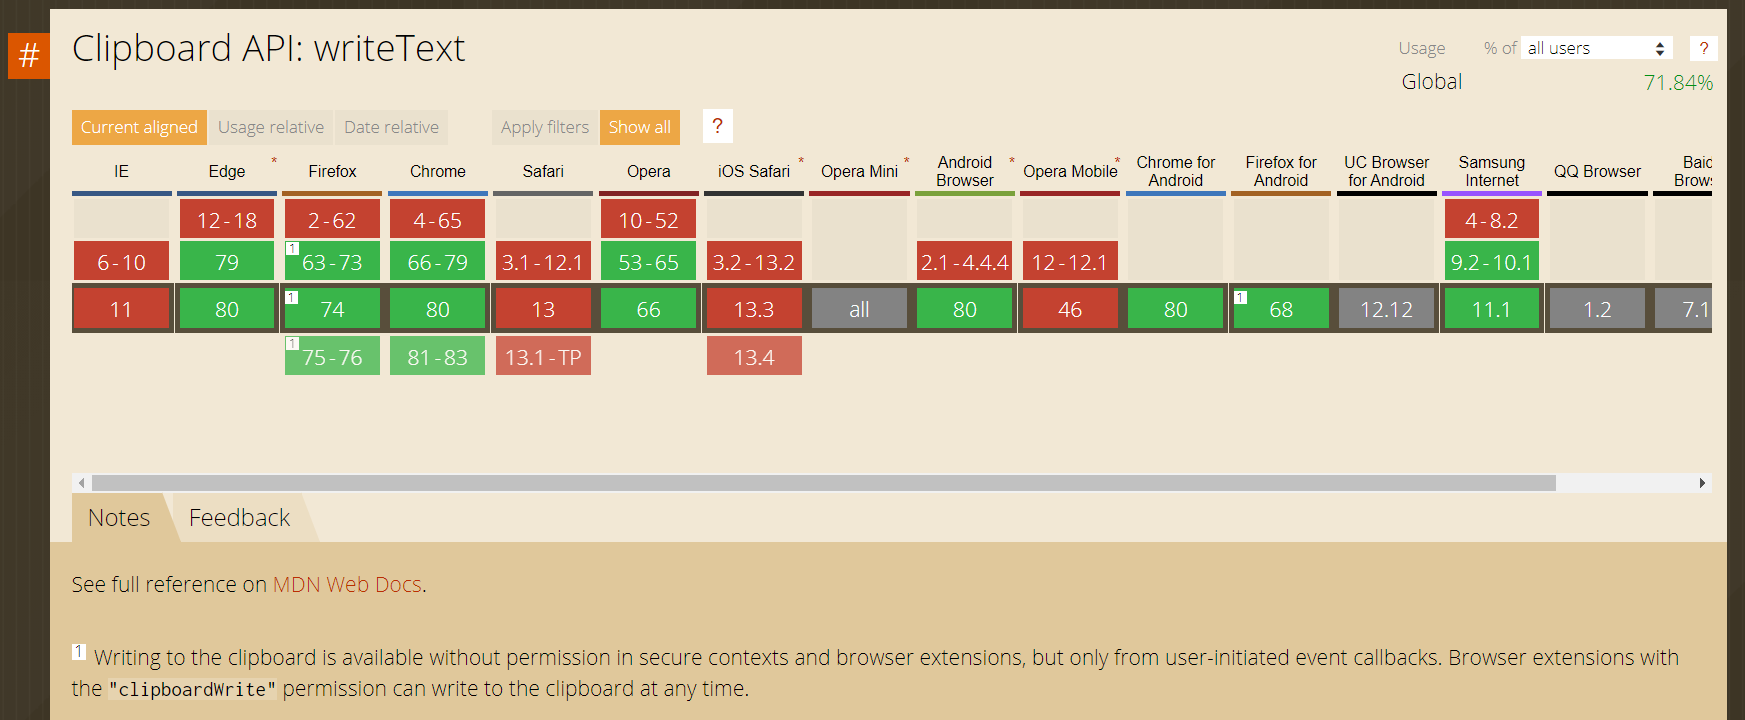 #
Clipboard API: writeText
Usage % of all users ?
Global 71.84%
Current aligned Usage relative Date relative Apply filters Show all ?
IE Edge * Firefox Chrome Safari Opera iOS Safari * Opera Mini * Android Browser * Opera Mobile * Chrome for Android Firefox for Android UC Browser for Android Samsung Internet QQ Browser
12-18 2-62 4-65 10-52 4-8.2
6-10 79 1 63-73 66-79 3.1-12.1 53-65 3.2-13.2 2.1-4.4.4 12-12.1 9.2-10.1
11 80 1 74 80 13 66 13.3 all 80 46 80 1 68 12.12 11.1 1.2 7.1
1 75-76 81-83 13.1-TP 13.4
Notes Feedback
See full reference on MDN Web Docs.
1 Writing to the clipboard is available without permission in secure contexts and browser extensions, but only from user-initiated event callbacks. Browser extensions with
the "clipboardWrite" permission can write to the clipboard at any time.